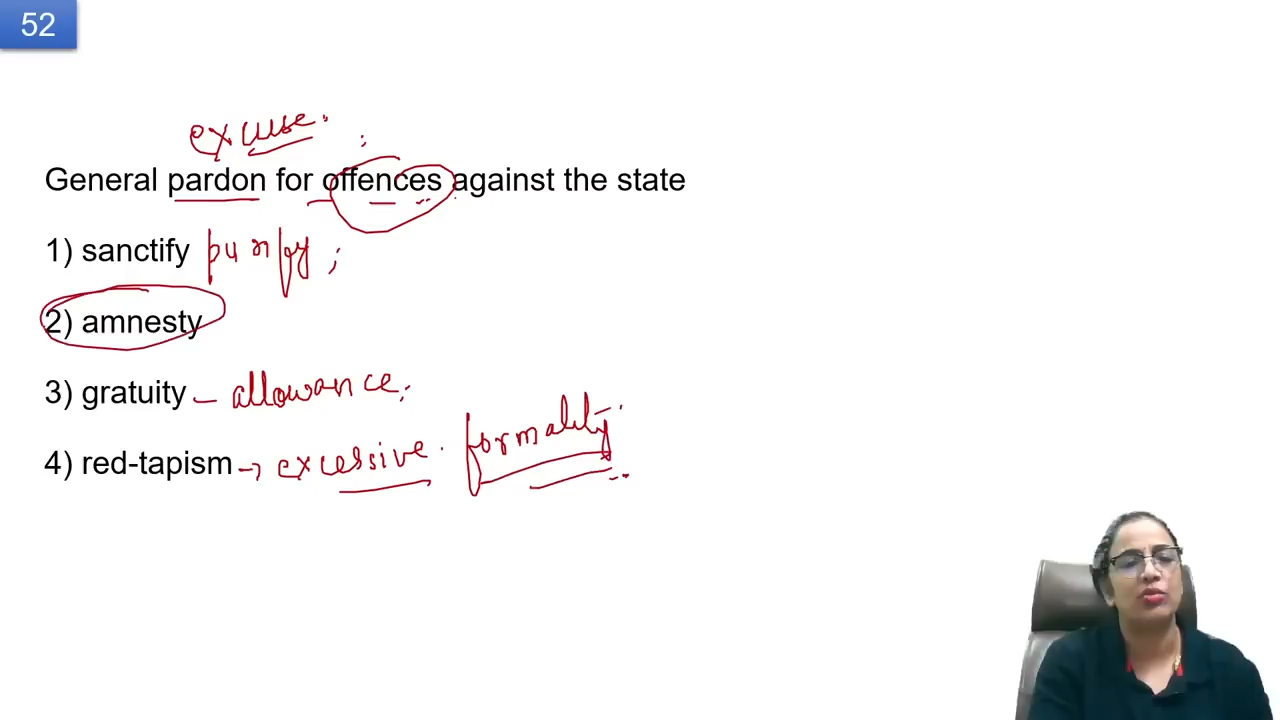 52
excuse.
General pardon for offences against the state
1) sanctify purify ;
2) amnesty
3) gratuity - allowance.
4) red-tapism → excessive formality.